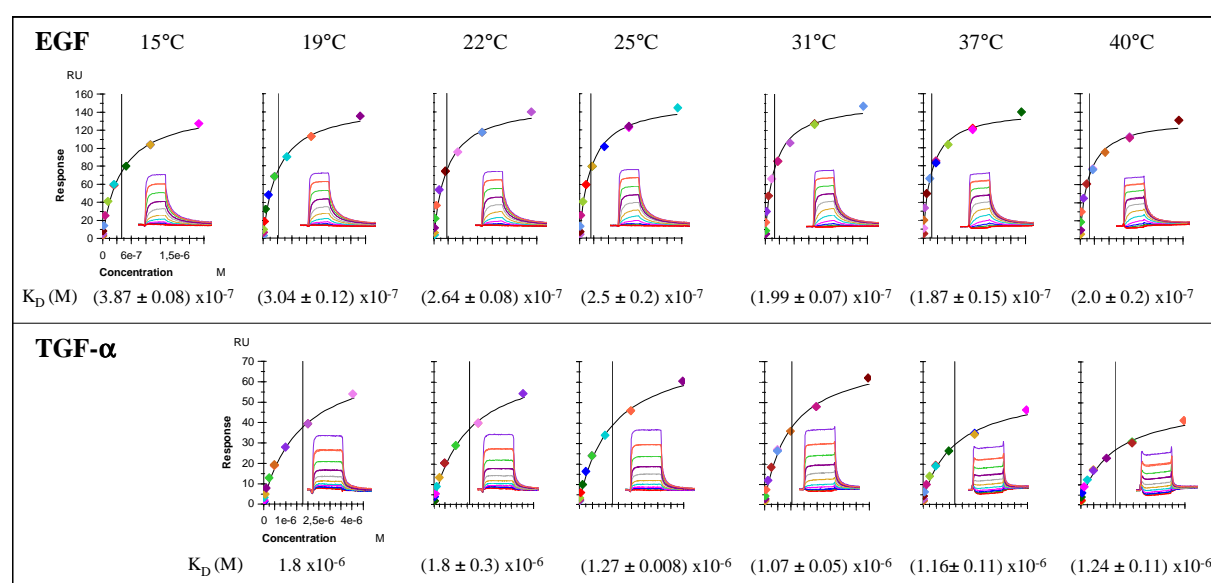 EGF 15°C 19°C 22°C 25°C 31°C 37°C 40°C
RU
160
140
120
100
80
60
40
20
0
Response
0 6e-7 1,5e-6
Concentration M
K_D (M) (3.87 ± 0.08) x10^-7 (3.04 ± 0.12) x10^-7 (2.64 ± 0.08) x10^-7 (2.5 ± 0.2) x10^-7 (1.99 ± 0.07) x10^-7 (1.87 ± 0.15) x10^-7 (2.0 ± 0.2) x10^-7
TGF-α
RU
70
60
50
40
30
20
10
0
Response
0 1e-6 2,5e-6 4e-6
Concentration M
K_D (M) 1.8 x10^-6 (1.8 ± 0.3) x10^-6 (1.27 ± 0.008) x10^-6 (1.07 ± 0.05) x10^-6 (1.16± 0.11) x10^-6 (1.24 ± 0.11) x10^-6